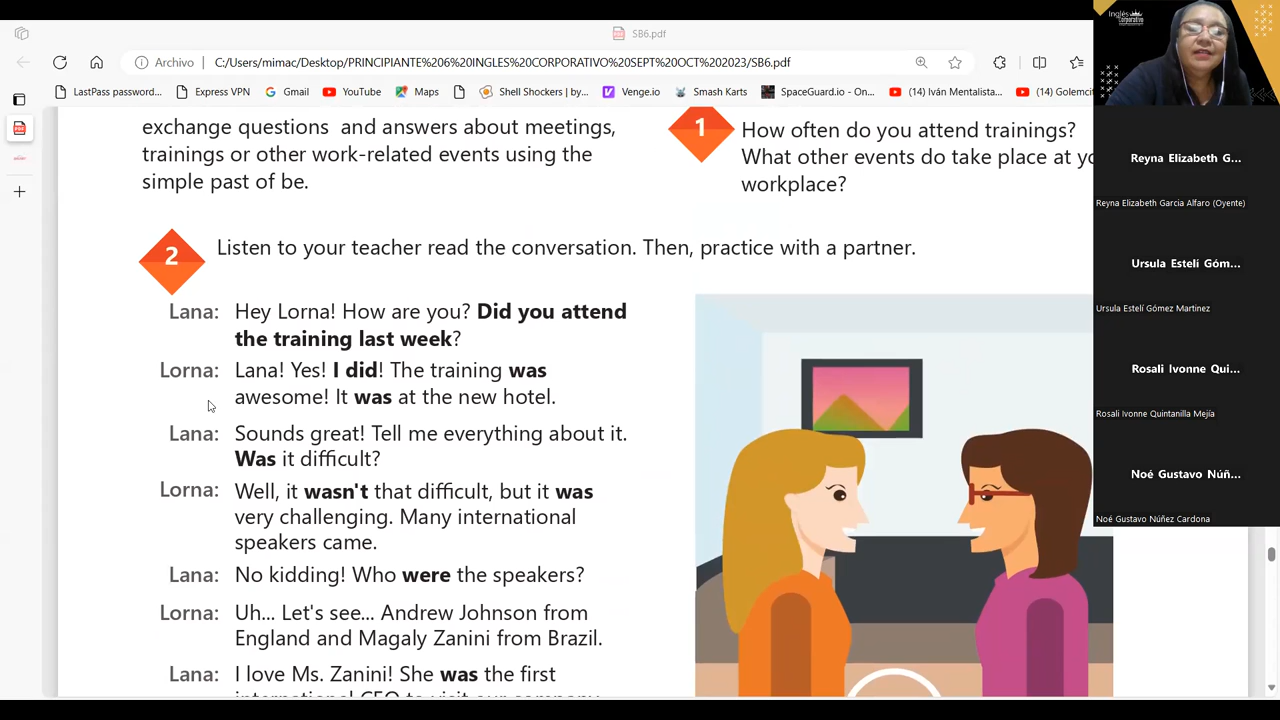 SB6.pdf
Archivo
C:/Users/mimac/Desktop/PRINCIPIANTE%206%20INGLES%20CORPORATIVO%20SEPT%20OCT%202023/SB6.pdf
LastPass password...
Express VPN
Gmail
YouTube
Maps
Shell Shockers | by...
Venge.io
Smash Karts
SpaceGuard.io - On...
(14) Iván Mentalista...
(14) Golemcit
exchange questions and answers about meetings,
trainings or other work-related events using the
simple past of be.
1
How often do you attend trainings?
What other events do take place at yo
workplace?
2
Listen to your teacher read the conversation. Then, practice with a partner.
Lana: Hey Lorna! How are you? Did you attend
the training last week?
Lorna: Lana! Yes! I did! The training was
awesome! It was at the new hotel.
Lana: Sounds great! Tell me everything about it.
Was it difficult?
Lorna: Well, it wasn't that difficult, but it was
very challenging. Many international
speakers came.
Lana: No kidding! Who were the speakers?
Lorna: Uh... Let's see... Andrew Johnson from
England and Magaly Zanini from Brazil.
Lana: I love Ms. Zanini! She was the first
international CEO to visit our company
Inglés
Corporativo
Reyna Elizabeth G...
Reyna Elizabeth Garcia Alfaro (Oyente)
Ursula Estelí Góm...
Ursula Estelí Gómez Martinez
Rosali Ivonne Qui...
Rosali Ivonne Quintanilla Mejía
Noé Gustavo Núñ...
Noé Gustavo Núñez Cardona